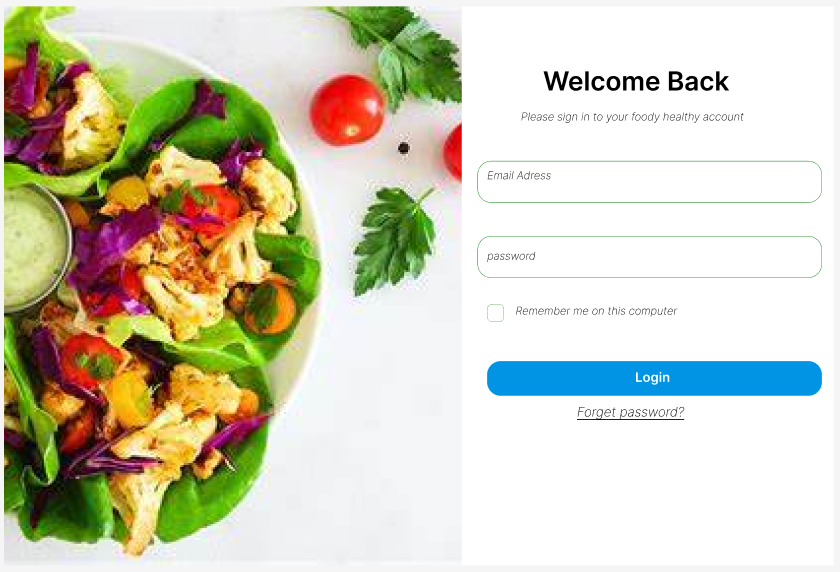 Welcome Back
Please sign in to your foody healthy account
Email Adress
password
Remember me on this computer
Login
Forget password?